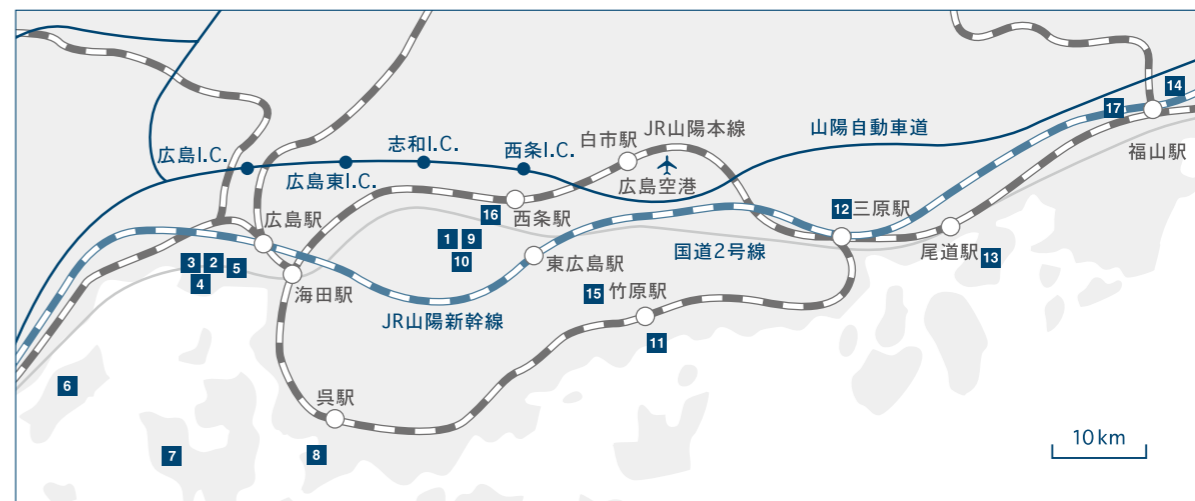 14
17
山陽自動車道
福山駅
白市駅
JR山陽本線
志和I.C.
西条I.C.
広島I.C.
広島東I.C.
広島空港
16
西条駅
12
三原駅
広島駅
1
9
10
東広島駅
国道2号線
尾道駅
13
3
2
5
4
海田駅
15
竹原駅
JR山陽新幹線
11
6
呉駅
7
8
10km